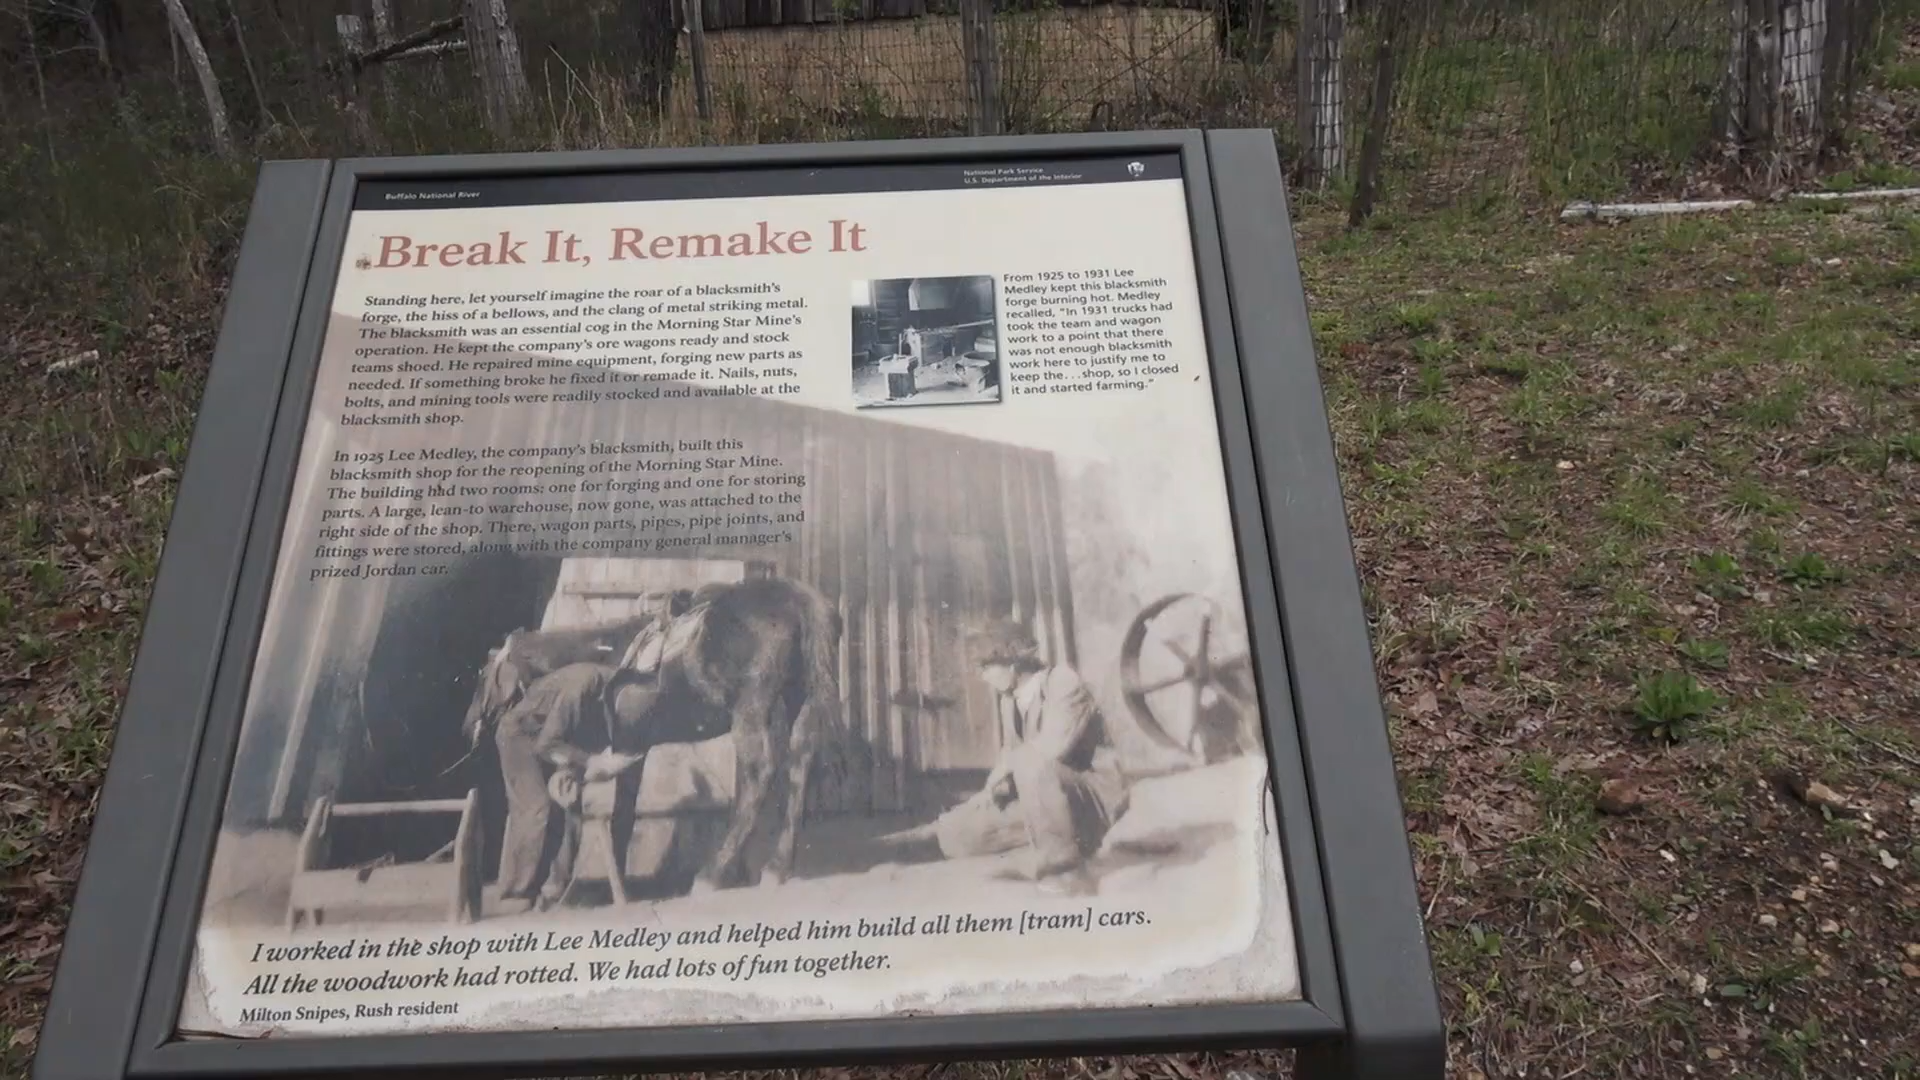 Buffalo National River
National Park Service
U.S. Department of the Interior
Break It, Remake It
Standing here, let yourself imagine the roar of a blacksmith's
forge, the hiss of a bellows, and the clang of metal striking metal.
The blacksmith was an essential cog in the Morning Star Mine's
operation. He kept the company's ore wagons ready and stock
teams shoed. He repaired mine equipment, forging new parts as
needed. If something broke he fixed it or remade it. Nails, nuts,
bolts, and mining tools were readily stocked and available at the
blacksmith shop.
In 1925 Lee Medley, the company's blacksmith, built this
blacksmith shop for the reopening of the Morning Star Mine.
The building had two rooms: one for forging and one for storing
parts. A large, lean-to warehouse, now gone, was attached to the
right side of the shop. There, wagon parts, pipes, pipe joints, and
fittings were stored, along with the company general manager's
prized Jordan car.
From 1925 to 1931 Lee
Medley kept this blacksmith
forge burning hot. Medley
recalled, "In 1931 trucks had
took the team and wagon
work to a point that there
was not enough blacksmith
work here to justify me to
keep the...shop, so I closed
it and started farming."
I worked in the shop with Lee Medley and helped him build all them [tram] cars.
All the woodwork had rotted. We had lots of fun together.
Milton Snipes, Rush resident